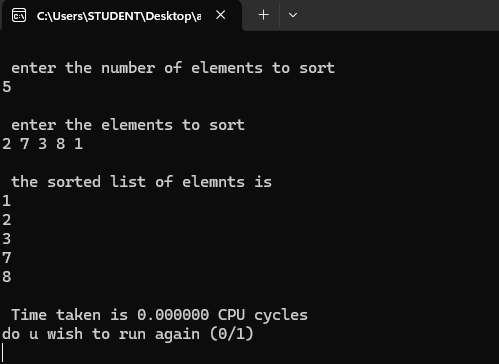 C:\Users\STUDENT\Desktop\a
enter the number of elements to sort
5
enter the elements to sort
2 7 3 8 1
the sorted list of elemnts is
1
2
3
7
8
Time taken is 0.000000 CPU cycles
do u wish to run again (0/1)